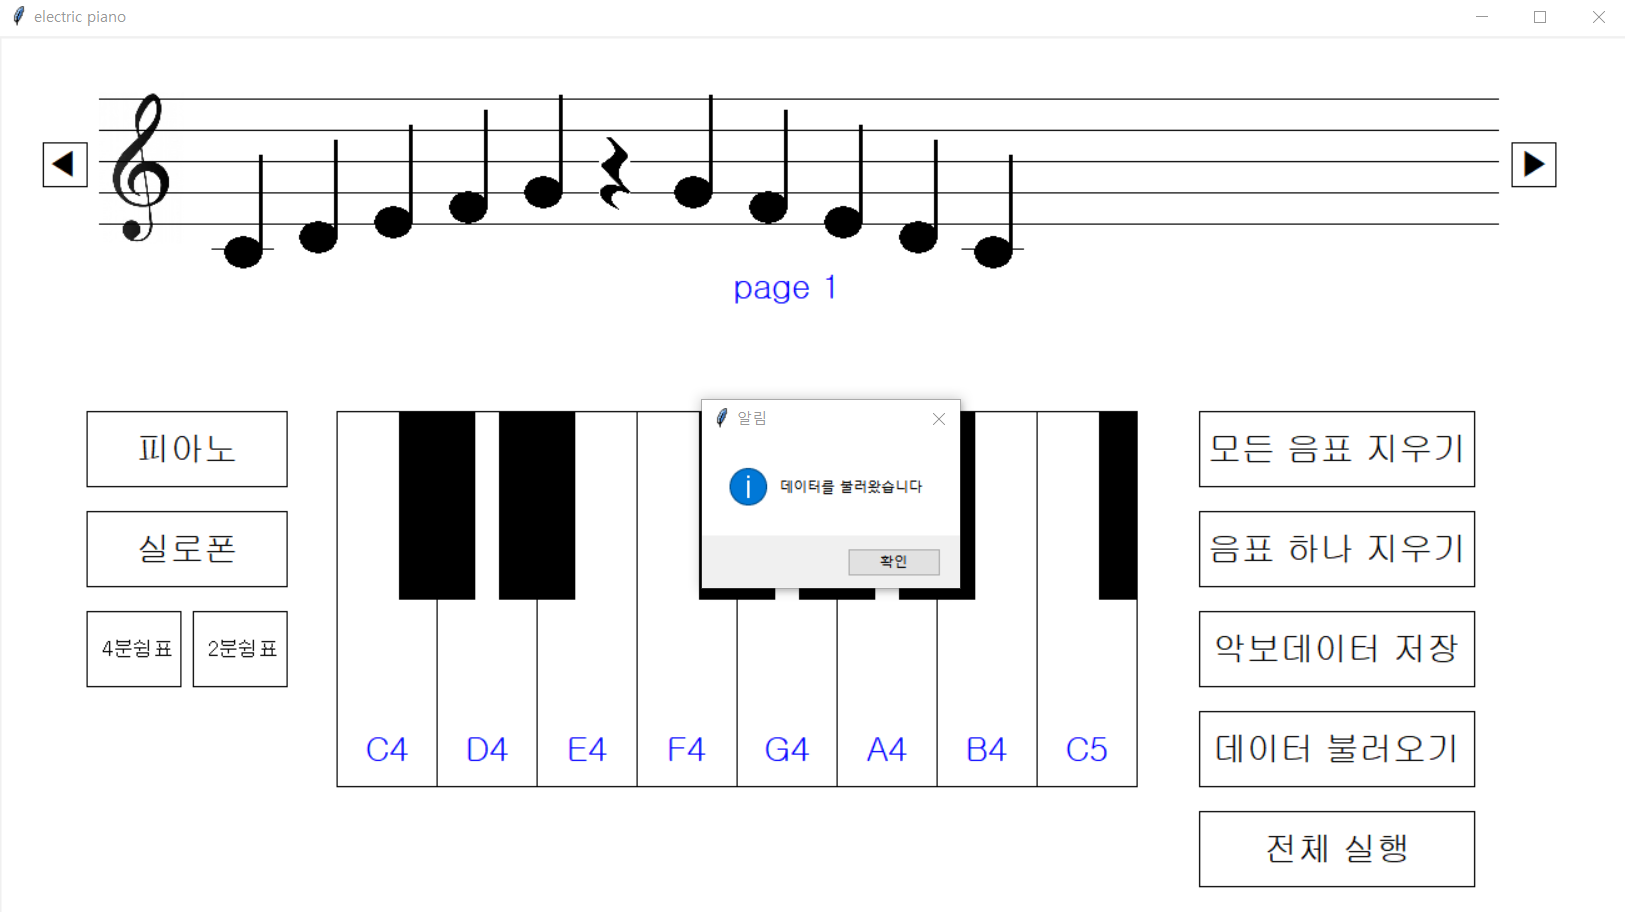 electric piano
page 1
피아노
실로폰
4분쉼표
2분쉼표
알림
데이터를 불러왔습니다
확인
C4
D4
E4
F4
G4
A4
B4
C5
모든 음표 지우기
음표 하나 지우기
악보데이터 저장
데이터 불러오기
전체 실행